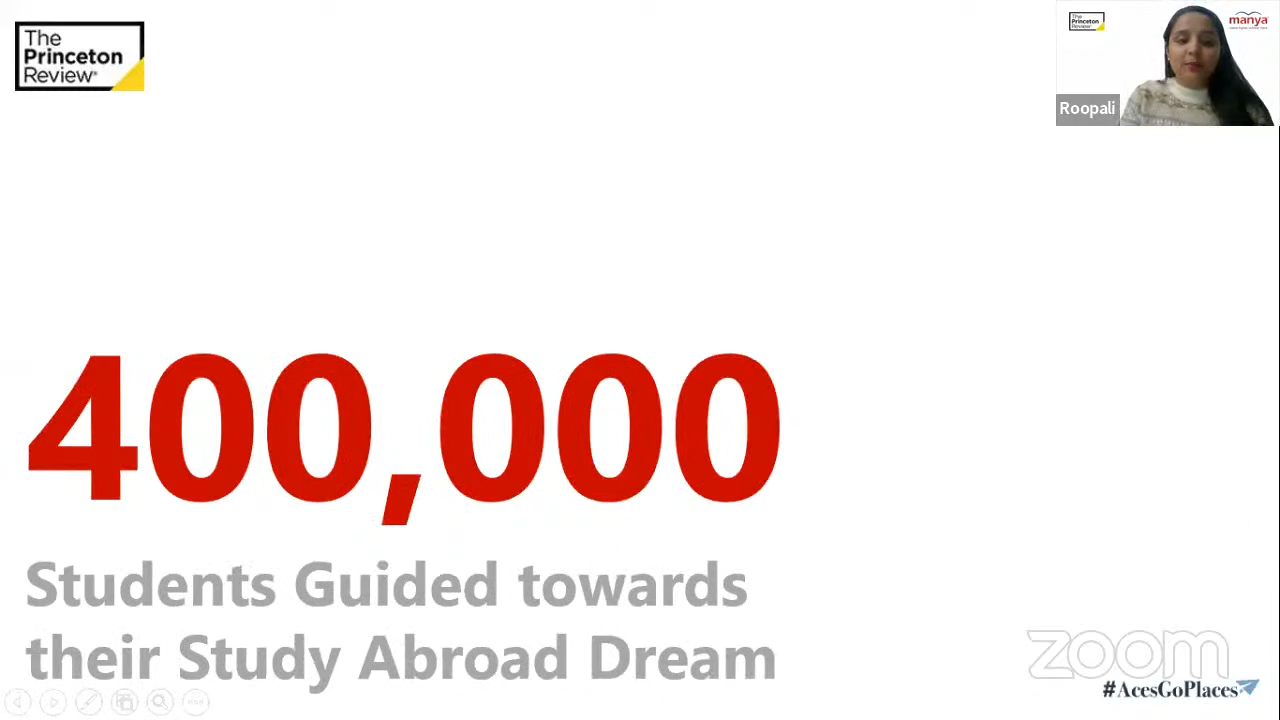 The
Princeton
Review®
The
Princeton
Review®
manya
Roopali
400,000
Students Guided towards
their Study Abroad Dream
zoom
#AcesGoPlaces